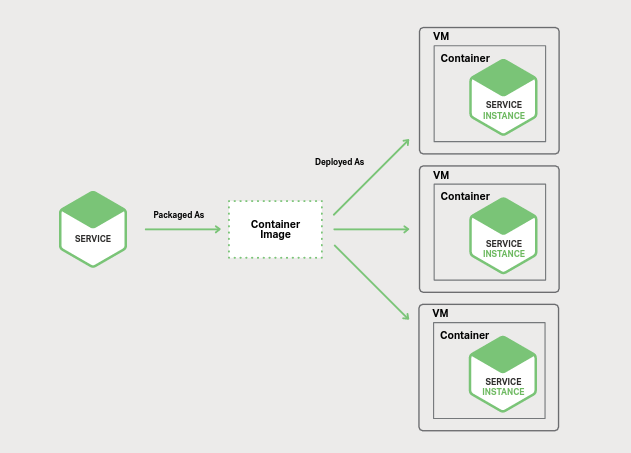 SERVICE
Packaged As
Container
Image
Deployed As
VM
Container
SERVICE
INSTANCE
VM
Container
SERVICE
INSTANCE
VM
Container
SERVICE
INSTANCE